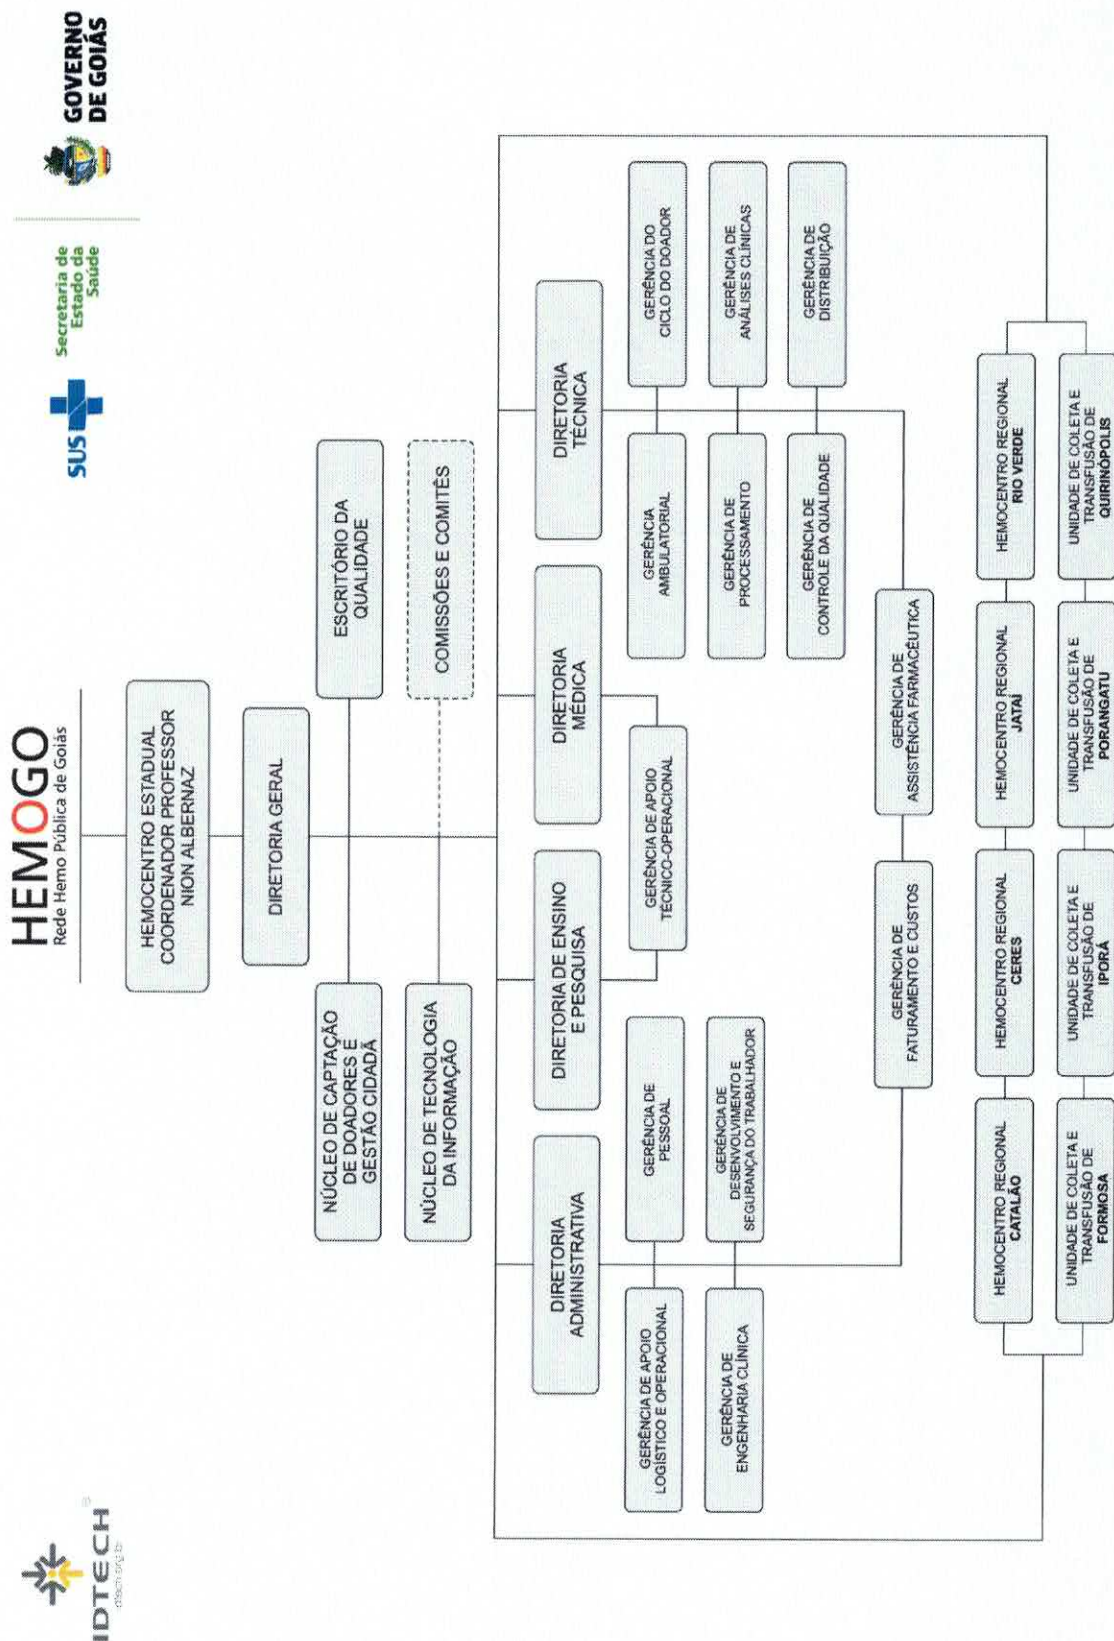 IDTECH
idtech.org.br
HEMOGO
Rede Hemo Pública de Goiás
SUS
Secretaria de
Estado da
Saúde
GOVERNO
DE GOIÁS
HEMOCENTRO ESTADUAL
COORDENADOR PROFESSOR
NION ALBERNAZ
DIRETORIA GERAL
NÚCLEO DE CAPTAÇÃO
DE DOADORES E
GESTÃO CIDADÃ
ESCRITÓRIO DA
QUALIDADE
NÚCLEO DE TECNOLOGIA
DA INFORMAÇÃO
COMISSÕES E COMITÊS
DIRETORIA
ADMINISTRATIVA
DIRETORIA DE ENSINO
E PESQUISA
DIRETORIA
MÉDICA
DIRETORIA
TÉCNICA
GERÊNCIA DE APOIO
LOGÍSTICO E OPERACIONAL
GERÊNCIA DE
PESSOAL
GERÊNCIA DE
ENGENHARIA CLÍNICA
GERÊNCIA DE
DESENVOLVIMENTO E
SEGURANÇA DO TRABALHADOR
GERÊNCIA DE APOIO
TÉCNICO-OPERACIONAL
GERÊNCIA
AMBULATORIAL
GERÊNCIA DO
CICLO DO DOADOR
GERÊNCIA DE
PROCESSAMENTO
GERÊNCIA DE
ANÁLISES CLÍNICAS
GERÊNCIA DE
CONTROLE DA QUALIDADE
GERÊNCIA DE
DISTRIBUIÇÃO
GERÊNCIA DE
FATURAMENTO E CUSTOS
GERÊNCIA DE
ASSISTÊNCIA FARMACÊUTICA
HEMOCENTRO REGIONAL
CATALÃO
HEMOCENTRO REGIONAL
CERES
HEMOCENTRO REGIONAL
JATAÍ
HEMOCENTRO REGIONAL
RIO VERDE
UNIDADE DE COLETA E
TRANSFUSÃO DE
FORMOSA
UNIDADE DE COLETA E
TRANSFUSÃO DE
IPORÁ
UNIDADE DE COLETA E
TRANSFUSÃO DE
PORANGATU
UNIDADE DE COLETA E
TRANSFUSÃO DE
QUIRINÓPOLIS